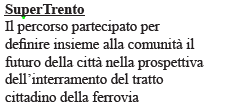 SuperTrento
Il percorso partecipato per
definire insieme alla comunità il
futuro della città nella prospettiva
dell'interramento del tratto
cittadino della ferrovia